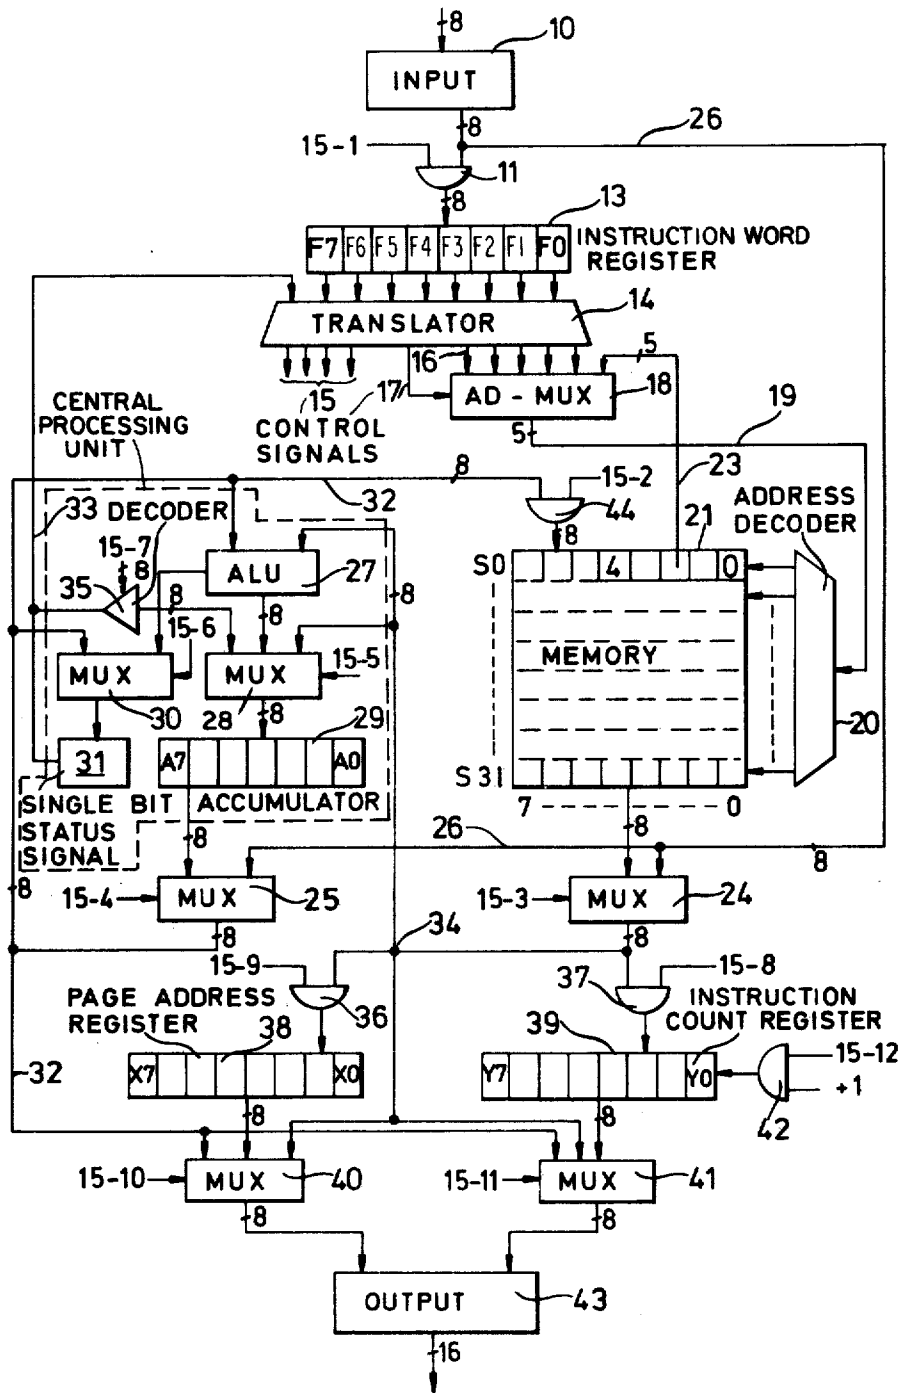 8
10
INPUT
8
26
15-1
11
8
13
F7 F6 F5 F4 F3 F2 F1 F0
INSTRUCTION WORD
REGISTER
14
TRANSLATOR
16
5
15
17
AD-MUX
18
CONTROL
SIGNALS
5
19
CENTRAL
PROCESSING
UNIT
8
32
15-2
23
33
DECODER
44
21
ADDRESS
DECODER
15-7
8
8
S0
4
0
35
ALU
27
8
8
8
15-6
MUX
MUX
15-5
MEMORY
30
28
8
29
20
31
A7
A0
S31
SINGLE BIT
ACCUMULATOR
7
0
STATUS
SIGNAL
8
26
8
8
8
15-4
MUX
25
15-3
MUX
24
8
34
8
15-9
37
15-8
PAGE ADDRESS
REGISTER
36
INSTRUCTION
COUNT REGISTER
38
39
32
X7
X0
Y7
Y0
15-12
+1
8
8
42
15-10
MUX
40
15-11
MUX
41
8
8
OUTPUT
43
16